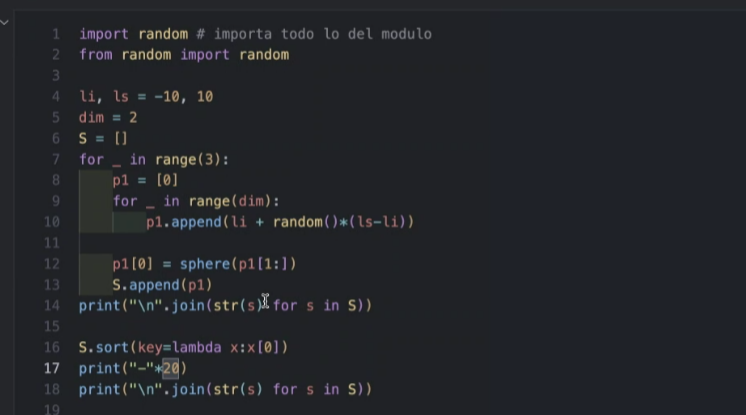 1 import random # importa todo lo del modulo
2 from random import random
3
4 li, ls = -10, 10
5 dim = 2
6 S = []
7 for _ in range(3):
8     p1 = [0]
9     for _ in range(dim):
10         p1.append(li + random()*(ls-li))
11
12     p1[0] = sphere(p1[1:])
13     S.append(p1)
14 print("\n".join(str(s) for s in S))
15
16 S.sort(key=lambda x:x[0])
17 print("-"*20)
18 print("\n".join(str(s) for s in S))
19